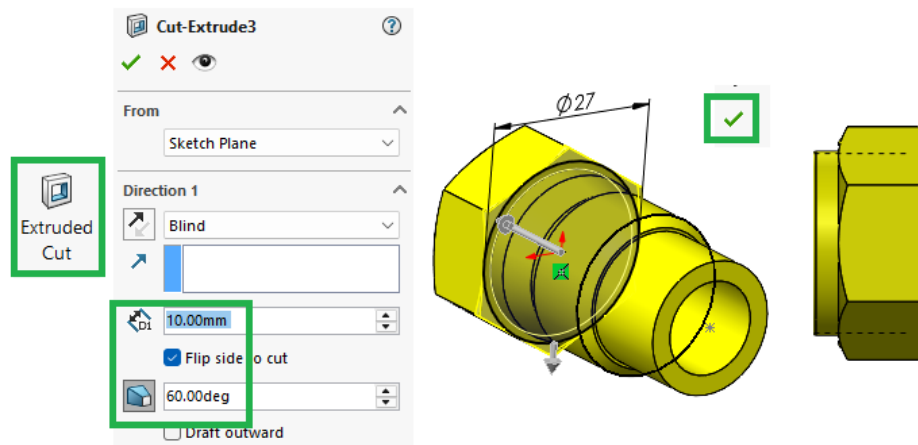 Cut-Extrude3
From
Sketch Plane
Direction 1
Blind
D1
10.00mm
Flip side to cut
60.00deg
Draft outward
Extruded
Cut
Ø27